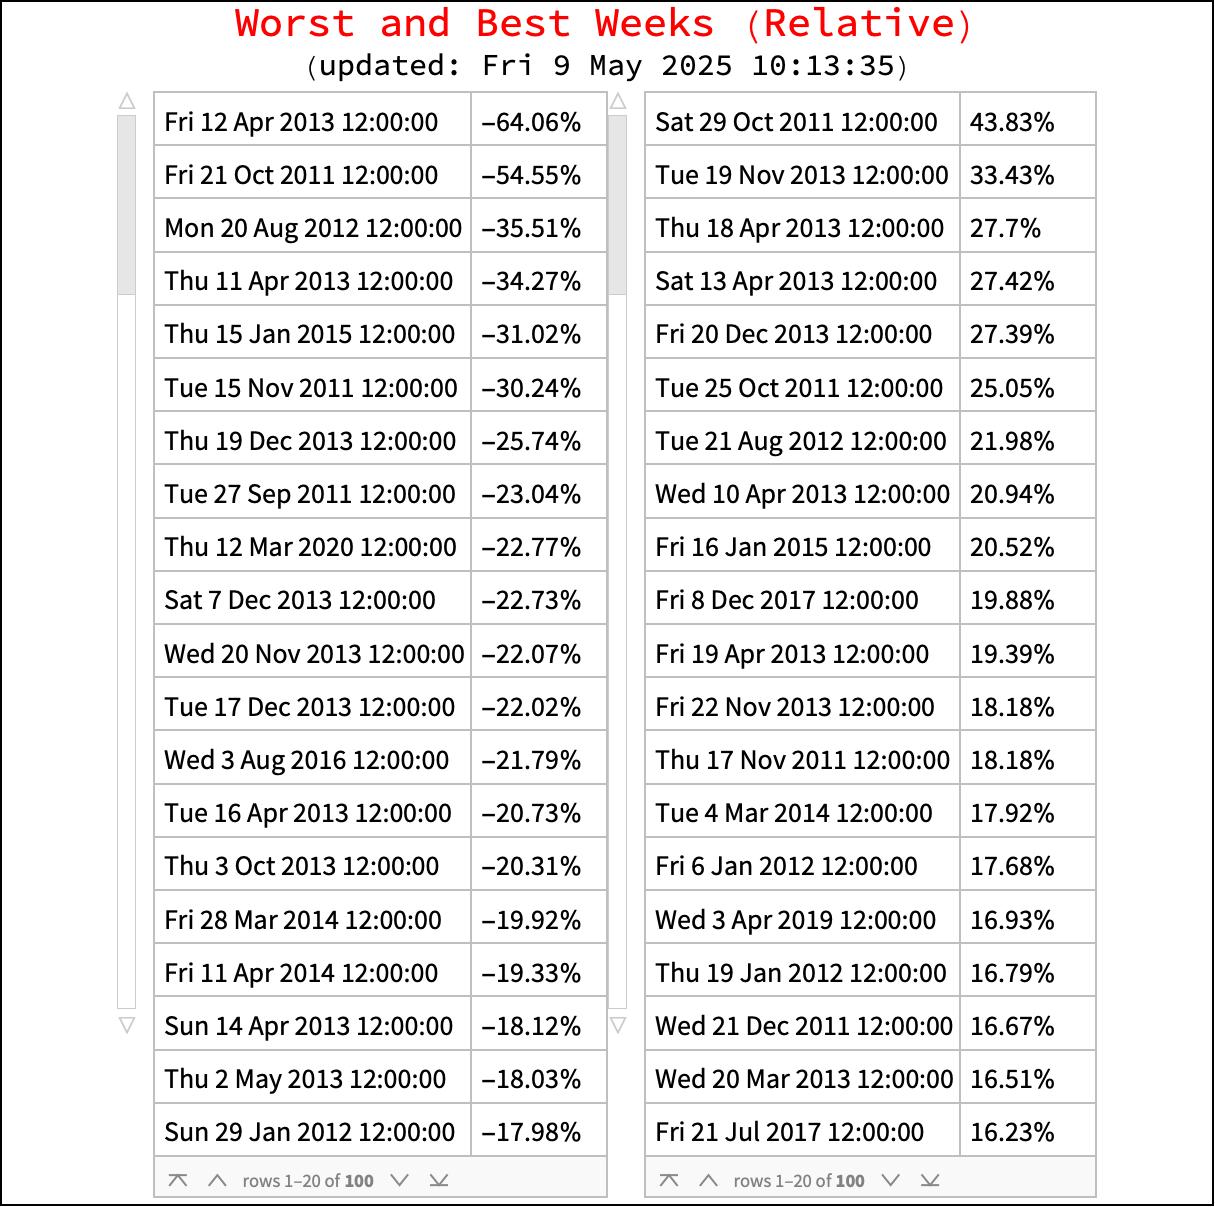 Worst and Best Weeks (Relative)
(updated: Fri 9 May 2025 10:13:35)
Fri 12 Apr 2013 12:00:00 –64.06% Sat 29 Oct 2011 12:00:00 43.83%
Fri 21 Oct 2011 12:00:00 –54.55% Tue 19 Nov 2013 12:00:00 33.43%
Mon 20 Aug 2012 12:00:00 –35.51% Thu 18 Apr 2013 12:00:00 27.7%
Thu 11 Apr 2013 12:00:00 –34.27% Sat 13 Apr 2013 12:00:00 27.42%
Thu 15 Jan 2015 12:00:00 –31.02% Fri 20 Dec 2013 12:00:00 27.39%
Tue 15 Nov 2011 12:00:00 –30.24% Tue 25 Oct 2011 12:00:00 25.05%
Thu 19 Dec 2013 12:00:00 –25.74% Tue 21 Aug 2012 12:00:00 21.98%
Tue 27 Sep 2011 12:00:00 –23.04% Wed 10 Apr 2013 12:00:00 20.94%
Thu 12 Mar 2020 12:00:00 –22.77% Fri 16 Jan 2015 12:00:00 20.52%
Sat 7 Dec 2013 12:00:00 –22.73% Fri 8 Dec 2017 12:00:00 19.88%
Wed 20 Nov 2013 12:00:00 –22.07% Fri 19 Apr 2013 12:00:00 19.39%
Tue 17 Dec 2013 12:00:00 –22.02% Fri 22 Nov 2013 12:00:00 18.18%
Wed 3 Aug 2016 12:00:00 –21.79% Thu 17 Nov 2011 12:00:00 18.18%
Tue 16 Apr 2013 12:00:00 –20.73% Tue 4 Mar 2014 12:00:00 17.92%
Thu 3 Oct 2013 12:00:00 –20.31% Fri 6 Jan 2012 12:00:00 17.68%
Fri 28 Mar 2014 12:00:00 –19.92% Wed 3 Apr 2019 12:00:00 16.93%
Fri 11 Apr 2014 12:00:00 –19.33% Thu 19 Jan 2012 12:00:00 16.79%
Sun 14 Apr 2013 12:00:00 –18.12% Wed 21 Dec 2011 12:00:00 16.67%
Thu 2 May 2013 12:00:00 –18.03% Wed 20 Mar 2013 12:00:00 16.51%
Sun 29 Jan 2012 12:00:00 –17.98% Fri 21 Jul 2017 12:00:00 16.23%
rows 1–20 of 100 rows 1–20 of 100